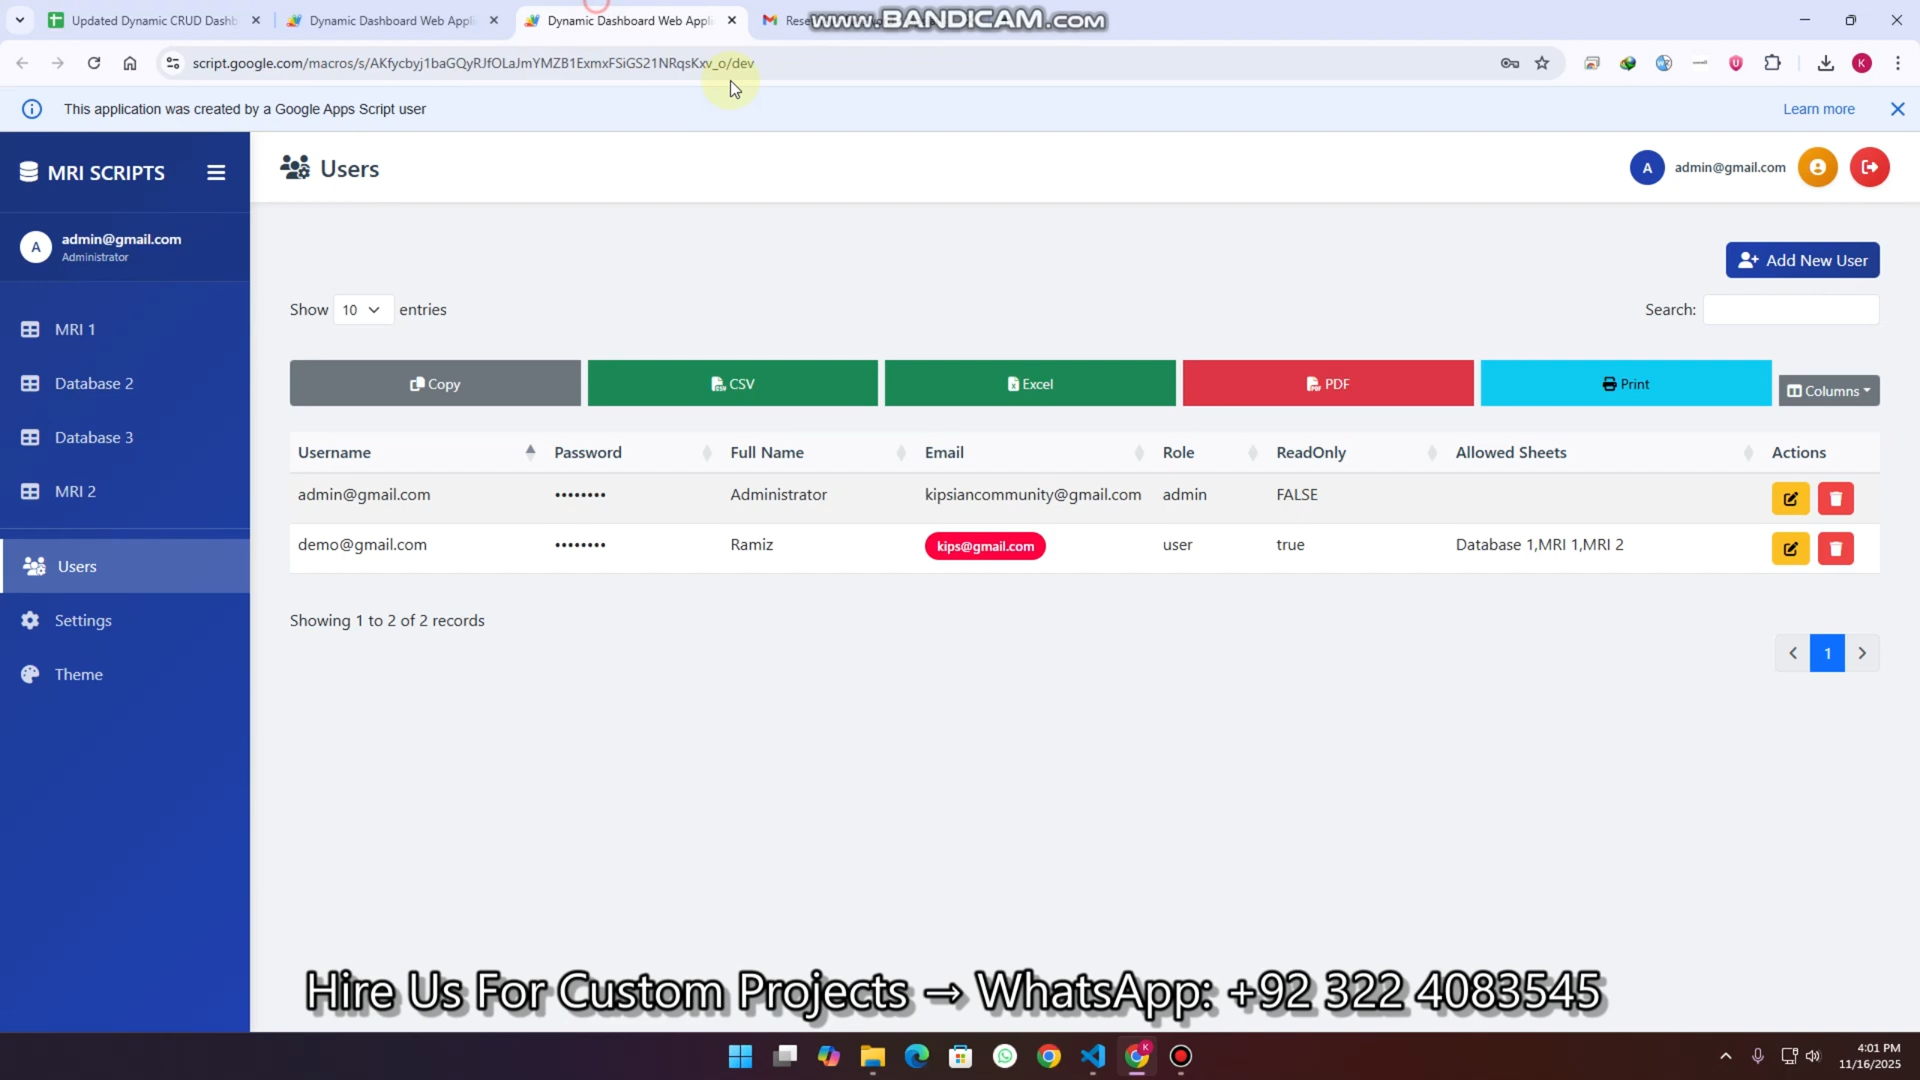 Updated Dynamic CRUD Dashb
Dynamic Dashboard Web Appli
Dynamic Dashboard Web Appli
Rese
www.BANDICAM.com
script.google.com/macros/s/AKfycbyj1baGQyRJfOLaJmYMZB1ExmxFSiGS21NRqsKxv_o/dev
K
This application was created by a Google Apps Script user
Learn more
MRI SCRIPTS
Users
A
admin@gmail.com
A
admin@gmail.com
Administrator
Add New User
Show 10 entries
Search:
MRI 1
Database 2
Database 3
MRI 2
Users
Settings
Theme
Copy
CSV
Excel
PDF
Print
Columns
Username Password Full Name Email Role ReadOnly Allowed Sheets Actions
admin@gmail.com •••••••• Administrator kipsiancommunity@gmail.com admin FALSE
demo@gmail.com •••••••• Ramiz kips@gmail.com user true Database 1,MRI 1,MRI 2
Showing 1 to 2 of 2 records
1
Hire Us For Custom Projects → WhatsApp: +92 322 4083545
4:01 PM
11/16/2025